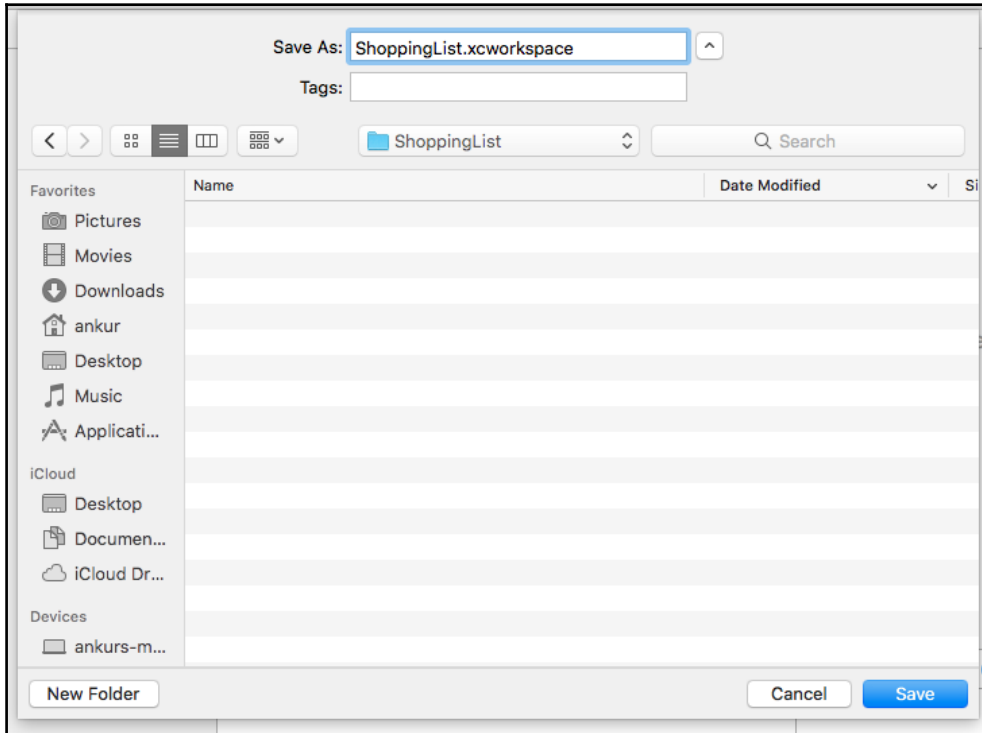 Save As: ShoppingList.xcworkspace
Tags:
ShoppingList
Search
Favorites
Name
Date Modified
Si
Pictures
Movies
Downloads
ankur
Desktop
Music
Applicati...
iCloud
Desktop
Documen...
iCloud Dr...
Devices
ankurs-m...
New Folder
Cancel
Save